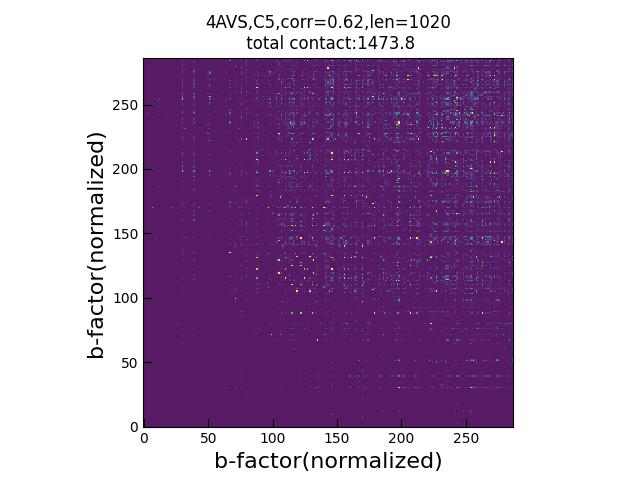 4AVS,C5,corr=0.62,len=1020
total contact:1473.8
b-factor(normalized)
250
200
150
100
50
0
0 50 100 150 200 250
b-factor(normalized)